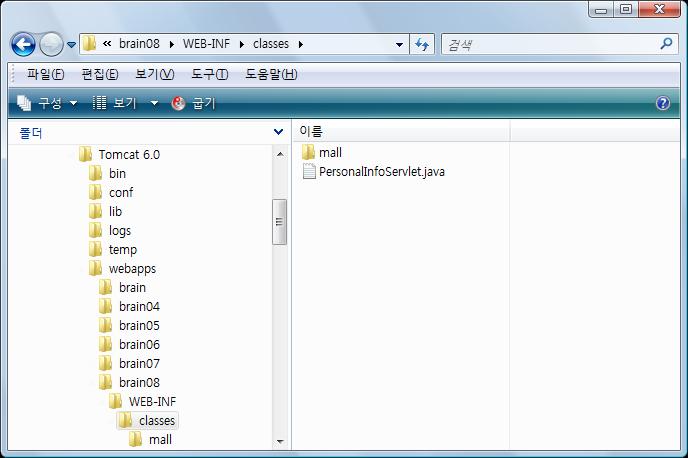 « brain08 ▸ WEB-INF ▸ classes ▸ 검색
파일(F) 편집(E) 보기(V) 도구(T) 도움말(H)
구성 보기 굽기
폴더
Tomcat 6.0
bin
conf
lib
logs
temp
webapps
brain
brain04
brain05
brain06
brain07
brain08
WEB-INF
classes
mall
이름
mall
PersonalInfoServlet.java